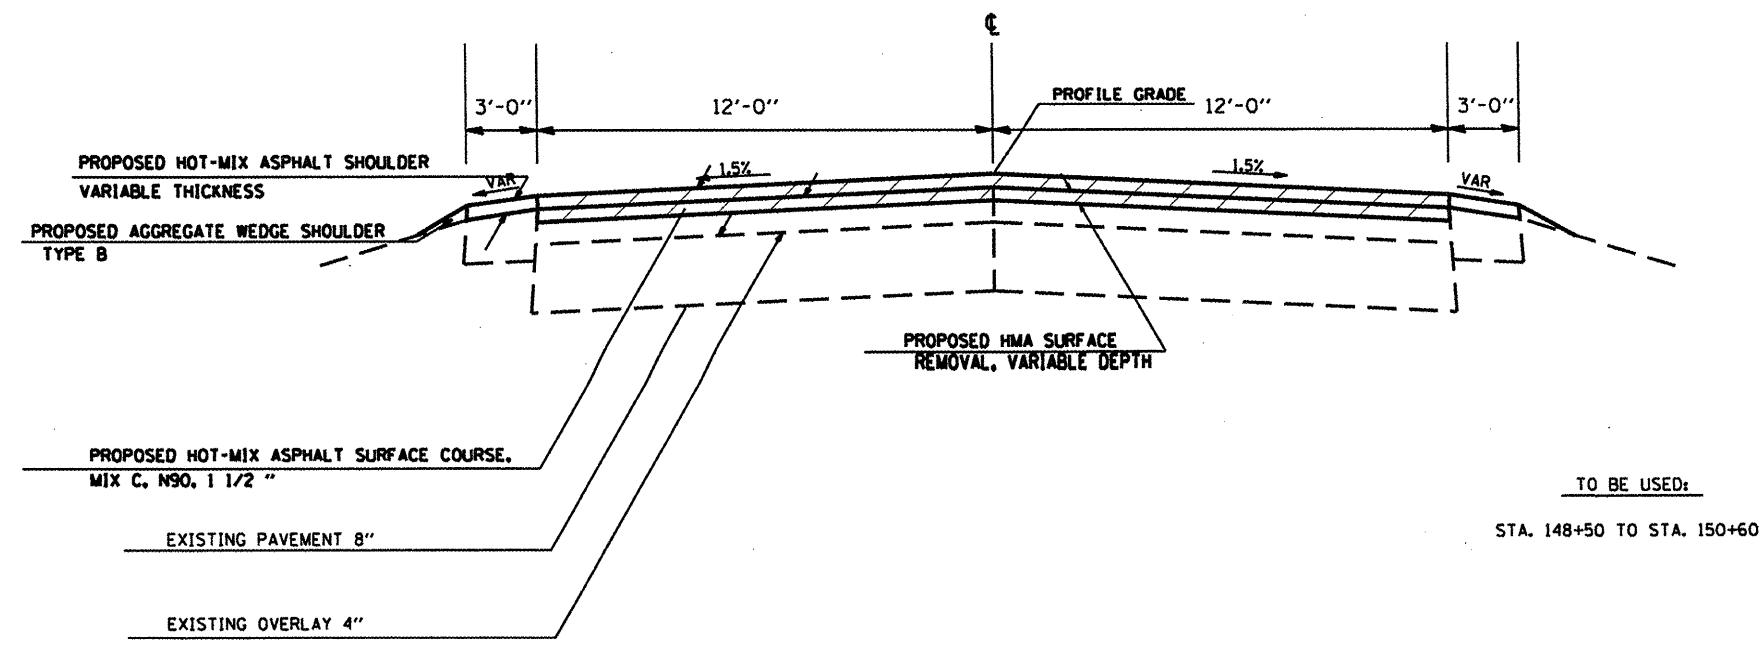 ℄
PROFILE GRADE
3'-0" 12'-0" 12'-0" 3'-0"
PROPOSED HOT-MIX ASPHALT SHOULDER
VARIABLE THICKNESS
VAR 1.5% 1.5% VAR
PROPOSED AGGREGATE WEDGE SHOULDER
TYPE B
PROPOSED HMA SURFACE
REMOVAL, VARIABLE DEPTH
PROPOSED HOT-MIX ASPHALT SURFACE COURSE,
MIX C, N90, 1 1/2 "
TO BE USED:
STA. 148+50 TO STA. 150+60
EXISTING PAVEMENT 8"
EXISTING OVERLAY 4"